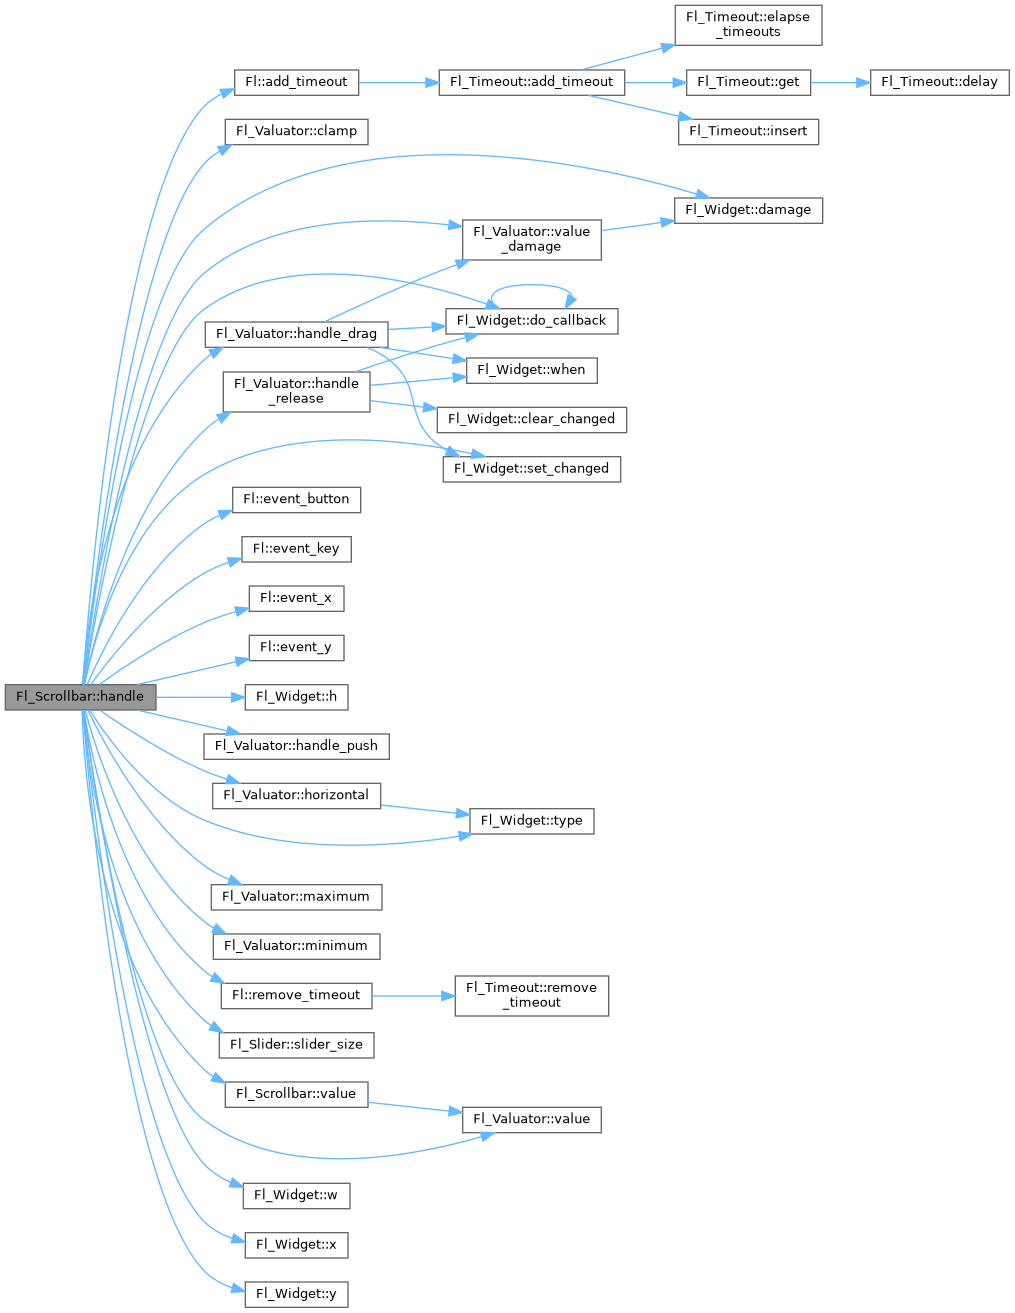 Fl_Timeout::elapse
_timeouts
Fl::add_timeout
Fl_Timeout::add_timeout
Fl_Timeout::get
Fl_Timeout::delay
Fl_Valuator::clamp
Fl_Timeout::insert
Fl_Widget::damage
Fl_Valuator::value
_damage
Fl_Valuator::handle_drag
Fl_Widget::do_callback
Fl_Widget::when
Fl_Valuator::handle
_release
Fl_Widget::clear_changed
Fl_Widget::set_changed
Fl::event_button
Fl::event_key
Fl::event_x
Fl::event_y
Fl_Scrollbar::handle
Fl_Widget::h
Fl_Valuator::handle_push
Fl_Valuator::horizontal
Fl_Widget::type
Fl_Valuator::maximum
Fl_Valuator::minimum
Fl::remove_timeout
Fl_Timeout::remove
_timeout
Fl_Slider::slider_size
Fl_Scrollbar::value
Fl_Valuator::value
Fl_Widget::w
Fl_Widget::x
Fl_Widget::y